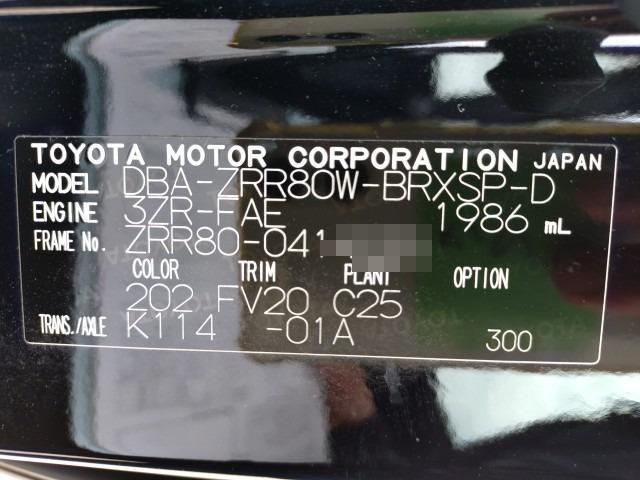 TOYOTA MOTOR CORPORATION JAPAN
MODEL DBA-ZRR80W-BRXSP-D
ENGINE 3ZR-FAE 1986 mL
FRAME No. ZRR80-041
COLOR TRIM PLANT OPTION
202 FV20 C25
TRANS./AXLE K114 -01A 300